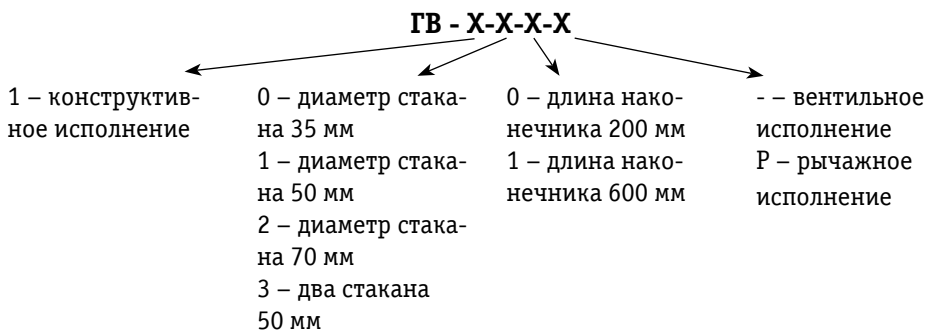 ГВ - Х-Х-Х-Х
1 – конструктив-
ное исполнение
0 – диаметр стака-
на 35 мм
1 – диаметр стака-
на 50 мм
2 – диаметр стака-
на 70 мм
3 – два стакана
50 мм
0 – длина нако-
нечника 200 мм
1 – длина нако-
нечника 600 мм
- – вентильное
исполнение
Р – рычажное
исполнение